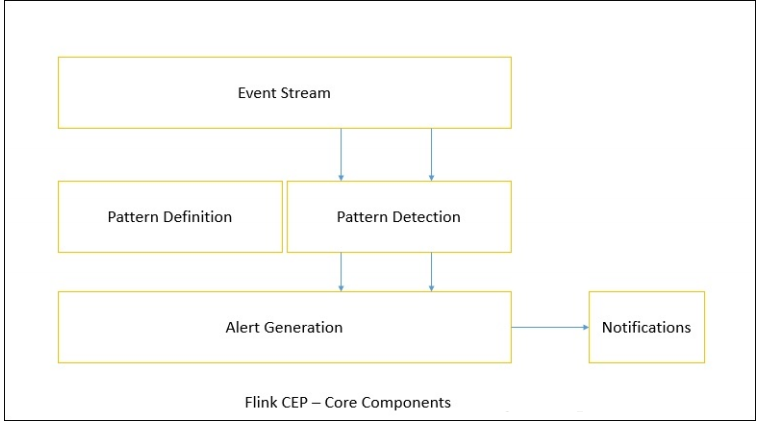 Event Stream
Pattern Definition
Pattern Detection
Alert Generation
Notifications
Flink CEP – Core Components